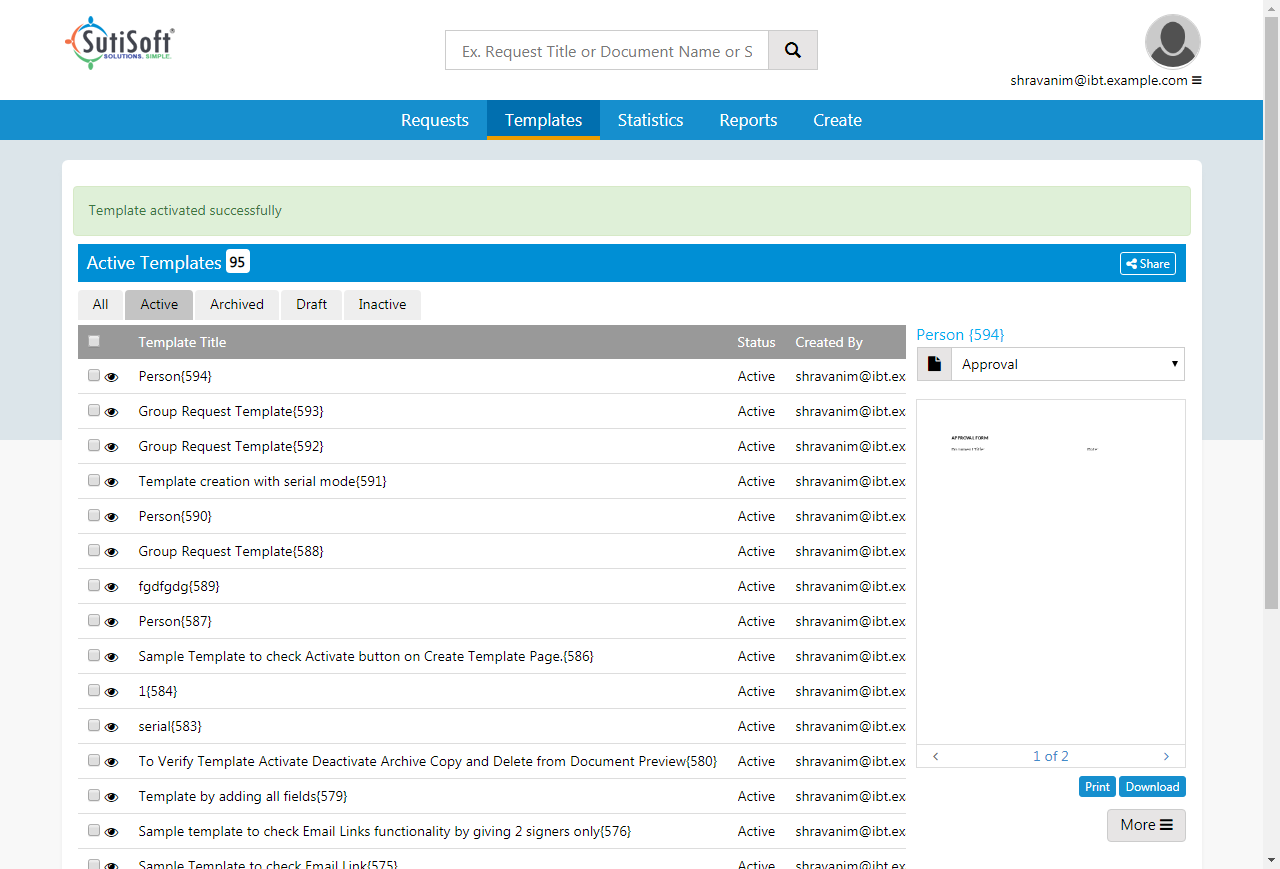 SutiSoft®
SOLUTIONS. SIMPLE.
Ex. Request Title or Document Name or S
shravanim@ibt.example.com
Requests
Templates
Statistics
Reports
Create
Template activated successfully
Active Templates 95
Share
All
Active
Archived
Draft
Inactive
Template Title Status Created By
Person{594} Active shravanim@ibt.ex
Group Request Template{593} Active shravanim@ibt.ex
Group Request Template{592} Active shravanim@ibt.ex
Template creation with serial mode{591} Active shravanim@ibt.ex
Person{590} Active shravanim@ibt.ex
Group Request Template{588} Active shravanim@ibt.ex
fgdfgdg{589} Active shravanim@ibt.ex
Person{587} Active shravanim@ibt.ex
Sample Template to check Activate button on Create Template Page.{586} Active shravanim@ibt.ex
1{584} Active shravanim@ibt.ex
serial{583} Active shravanim@ibt.ex
To Verify Template Activate Deactivate Archive Copy and Delete from Document Preview{580} Active shravanim@ibt.ex
Template by adding all fields{579} Active shravanim@ibt.ex
Sample template to check Email Links functionality by giving 2 signers only{576} Active shravanim@ibt.ex
Sample Template to check Email Link{575} Active shravanim@ibt.ex
Person {594}
Approval
APPROVAL FORM
1 of 2
Print
Download
More